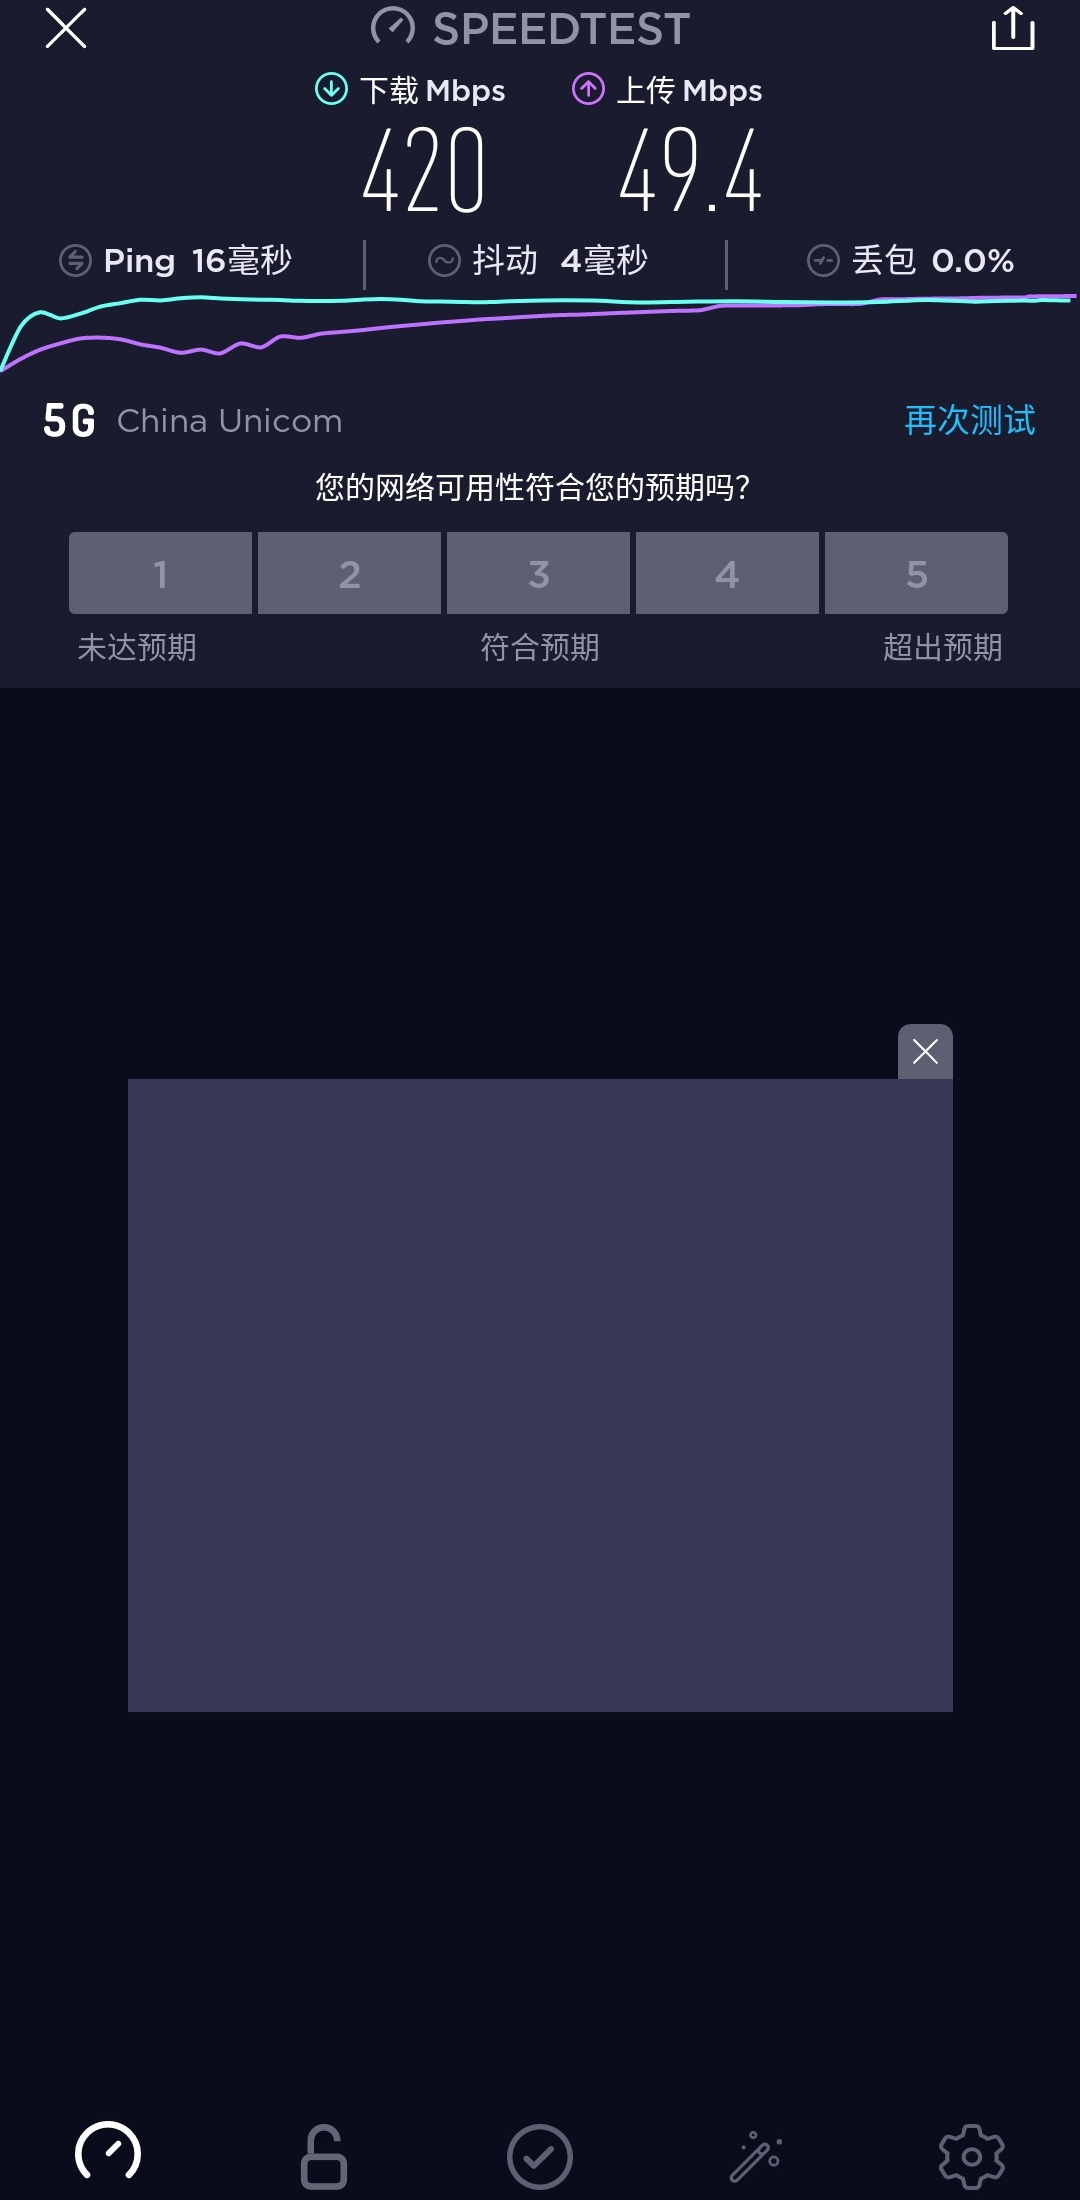 SPEEDTEST
下载 Mbps 上传 Mbps
420 49.4
Ping 16毫秒 抖动 4毫秒 丢包 0.0%
5G China Unicom 再次测试
您的网络可用性符合您的预期吗？
1 2 3 4 5
未达预期 符合预期 超出预期